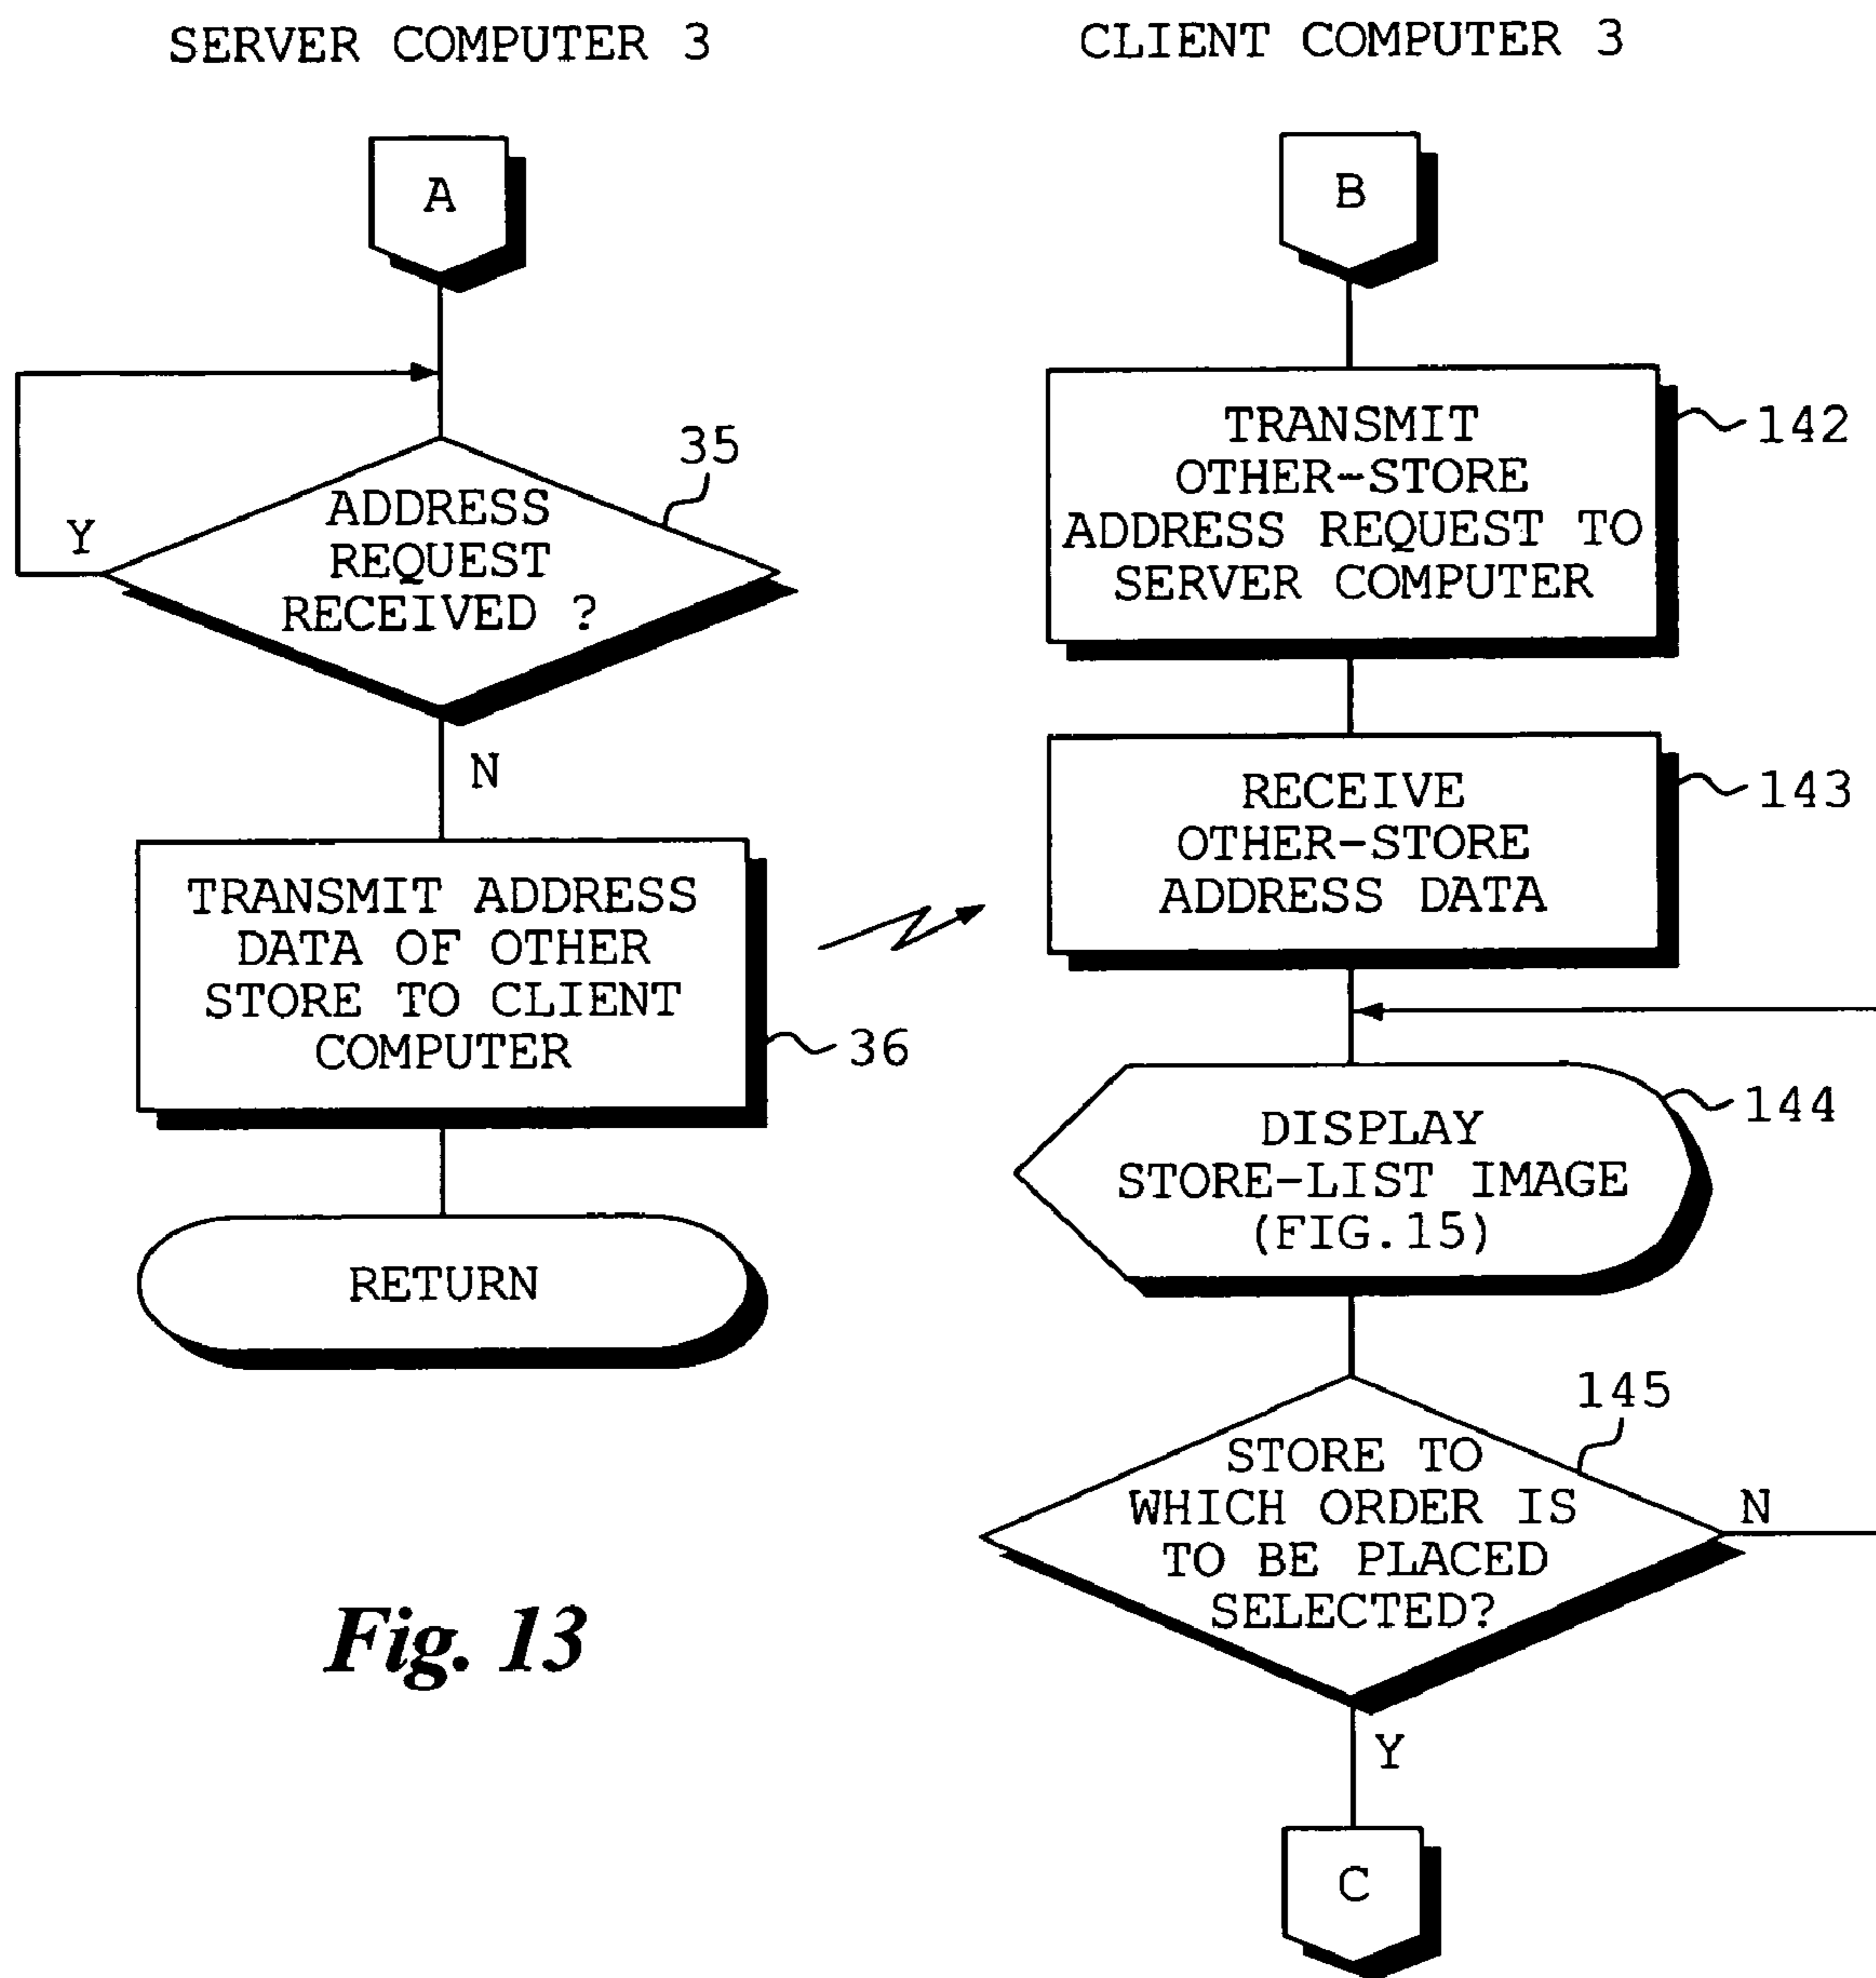 SERVER COMPUTER 3
A
35
ADDRESS
REQUEST
RECEIVED ?
Y
N
TRANSMIT ADDRESS
DATA OF OTHER
STORE TO CLIENT
COMPUTER
36
RETURN
Fig. 13
CLIENT COMPUTER 3
B
TRANSMIT
OTHER-STORE
ADDRESS REQUEST TO
SERVER COMPUTER
142
RECEIVE
OTHER-STORE
ADDRESS DATA
143
DISPLAY
STORE-LIST IMAGE
(FIG.15)
144
145
STORE TO
WHICH ORDER IS
TO BE PLACED
SELECTED?
N
Y
C